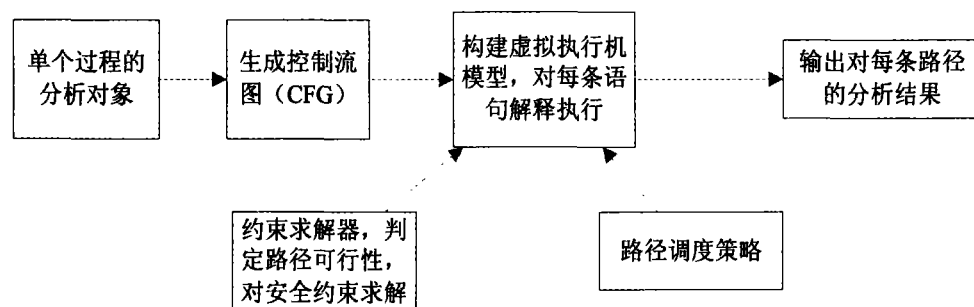 单个过程的
分析对象
生成控制流
图（CFG）
构建虚拟执行机
模型，对每条语
句解释执行
输出对每条路径
的分析结果
约束求解器，判
定路径可行性，
对安全约束求解
路径调度策略